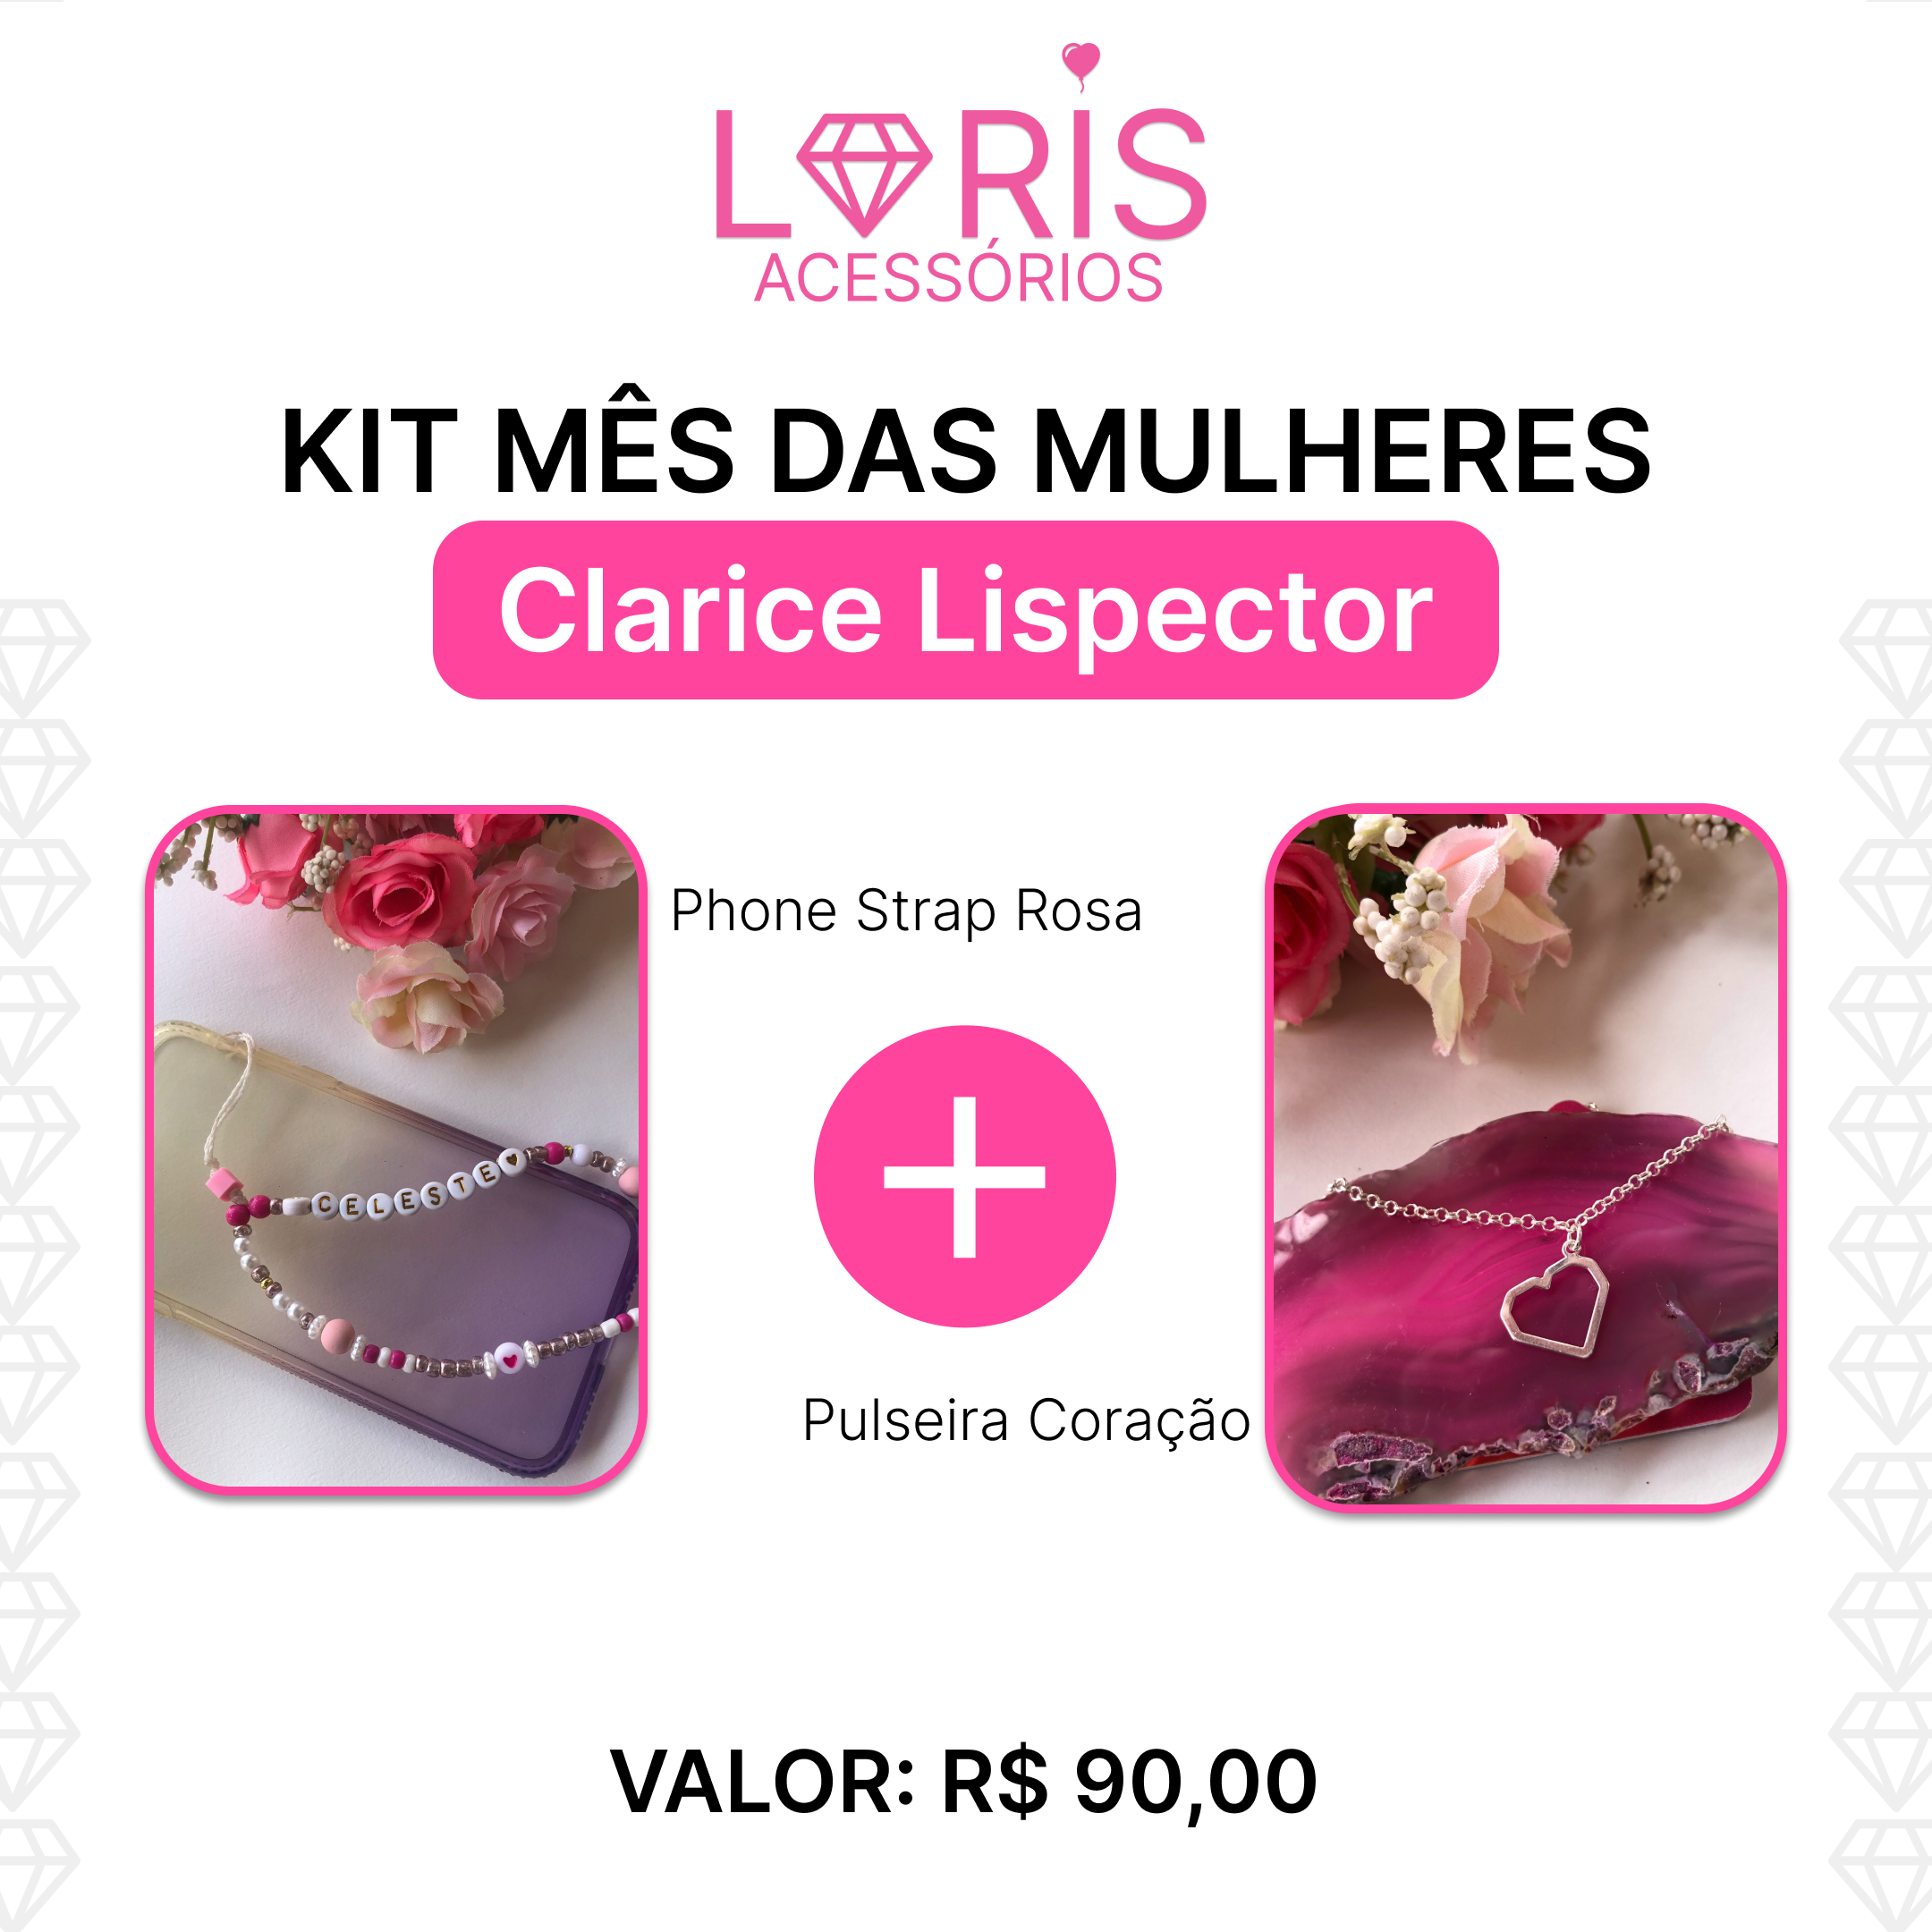 LORIS
ACESSÓRIOS
KIT MÊS DAS MULHERES
Clarice Lispector
Phone Strap Rosa
CELESTE
Pulseira Coração
VALOR: R$ 90,00